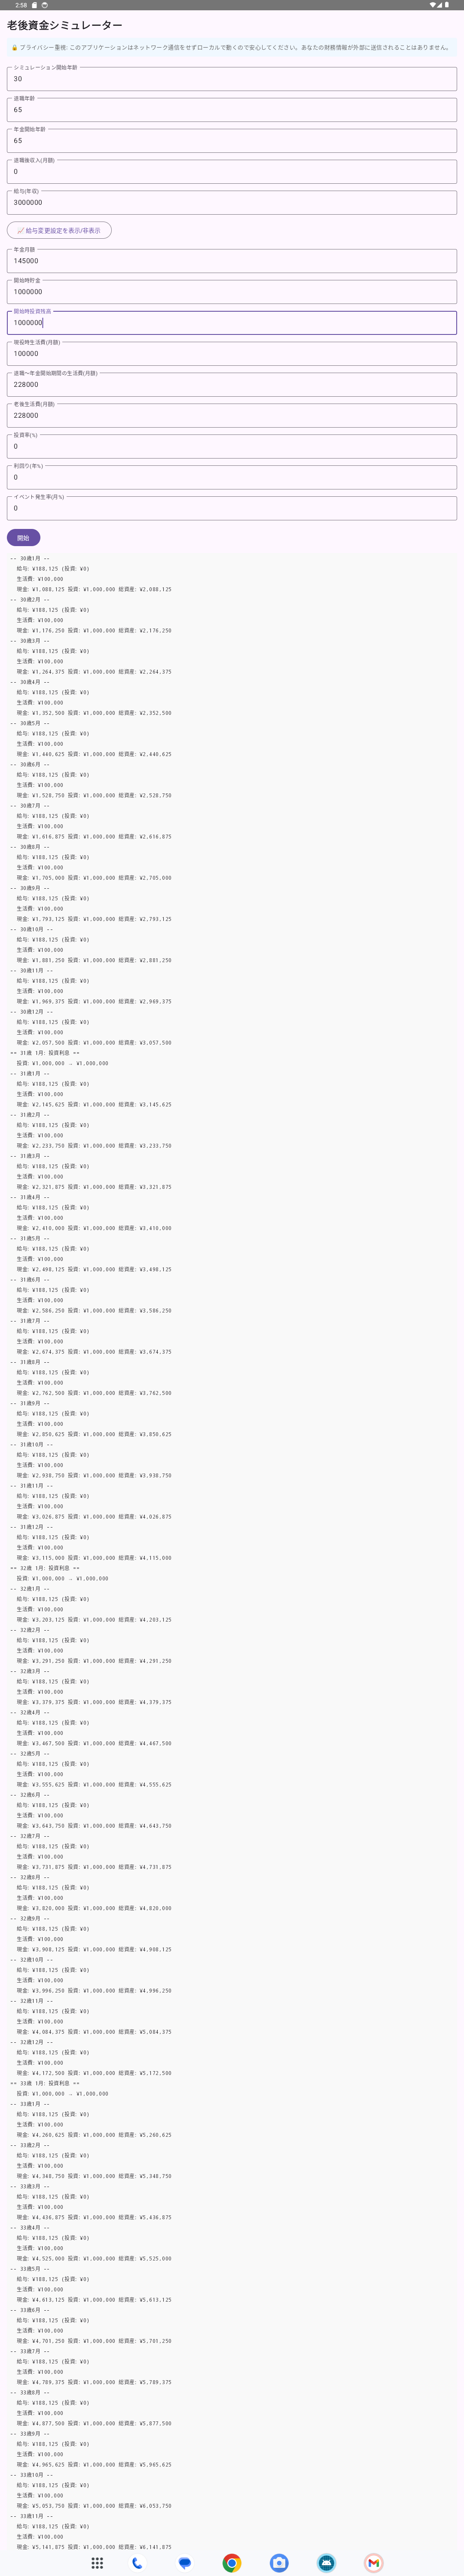 2:58
老後資金シミュレーター
🔒 プライバシー重視: このアプリケーションはネットワーク通信をせずローカルで動くので安心してください。あなたの財務情報が外部に送信されることはありません。
シミュレーション開始年齢
30
退職年齢
65
年金開始年齢
65
退職後収入(月額)
0
給与(年収)
3000000
📈 給与変更設定を表示/非表示
年金月額
145000
開始時貯金
1000000
開始時投資残高
1000000
現役時生活費(月額)
100000
退職〜年金開始期間の生活費(月額)
228000
老後生活費(月額)
228000
投資率(%)
0
利回り(年%)
0
イベント発生率(月%)
0
開始
-- 30歳1月 --
給与: ¥188,125 (投資: ¥0)
生活費: ¥100,000
現金: ¥1,088,125 投資: ¥1,000,000 総資産: ¥2,088,125
-- 30歳2月 --
給与: ¥188,125 (投資: ¥0)
生活費: ¥100,000
現金: ¥1,176,250 投資: ¥1,000,000 総資産: ¥2,176,250
-- 30歳3月 --
給与: ¥188,125 (投資: ¥0)
生活費: ¥100,000
現金: ¥1,264,375 投資: ¥1,000,000 総資産: ¥2,264,375
-- 30歳4月 --
給与: ¥188,125 (投資: ¥0)
生活費: ¥100,000
現金: ¥1,352,500 投資: ¥1,000,000 総資産: ¥2,352,500
-- 30歳5月 --
給与: ¥188,125 (投資: ¥0)
生活費: ¥100,000
現金: ¥1,440,625 投資: ¥1,000,000 総資産: ¥2,440,625
-- 30歳6月 --
給与: ¥188,125 (投資: ¥0)
生活費: ¥100,000
現金: ¥1,528,750 投資: ¥1,000,000 総資産: ¥2,528,750
-- 30歳7月 --
給与: ¥188,125 (投資: ¥0)
生活費: ¥100,000
現金: ¥1,616,875 投資: ¥1,000,000 総資産: ¥2,616,875
-- 30歳8月 --
給与: ¥188,125 (投資: ¥0)
生活費: ¥100,000
現金: ¥1,705,000 投資: ¥1,000,000 総資産: ¥2,705,000
-- 30歳9月 --
給与: ¥188,125 (投資: ¥0)
生活費: ¥100,000
現金: ¥1,793,125 投資: ¥1,000,000 総資産: ¥2,793,125
-- 30歳10月 --
給与: ¥188,125 (投資: ¥0)
生活費: ¥100,000
現金: ¥1,881,250 投資: ¥1,000,000 総資産: ¥2,881,250
-- 30歳11月 --
給与: ¥188,125 (投資: ¥0)
生活費: ¥100,000
現金: ¥1,969,375 投資: ¥1,000,000 総資産: ¥2,969,375
-- 30歳12月 --
給与: ¥188,125 (投資: ¥0)
生活費: ¥100,000
現金: ¥2,057,500 投資: ¥1,000,000 総資産: ¥3,057,500
== 31歳 1月: 投資利息 ==
投資: ¥1,000,000 → ¥1,000,000
-- 31歳1月 --
給与: ¥188,125 (投資: ¥0)
生活費: ¥100,000
現金: ¥2,145,625 投資: ¥1,000,000 総資産: ¥3,145,625
-- 31歳2月 --
給与: ¥188,125 (投資: ¥0)
生活費: ¥100,000
現金: ¥2,233,750 投資: ¥1,000,000 総資産: ¥3,233,750
-- 31歳3月 --
給与: ¥188,125 (投資: ¥0)
生活費: ¥100,000
現金: ¥2,321,875 投資: ¥1,000,000 総資産: ¥3,321,875
-- 31歳4月 --
給与: ¥188,125 (投資: ¥0)
生活費: ¥100,000
現金: ¥2,410,000 投資: ¥1,000,000 総資産: ¥3,410,000
-- 31歳5月 --
給与: ¥188,125 (投資: ¥0)
生活費: ¥100,000
現金: ¥2,498,125 投資: ¥1,000,000 総資産: ¥3,498,125
-- 31歳6月 --
給与: ¥188,125 (投資: ¥0)
生活費: ¥100,000
現金: ¥2,586,250 投資: ¥1,000,000 総資産: ¥3,586,250
-- 31歳7月 --
給与: ¥188,125 (投資: ¥0)
生活費: ¥100,000
現金: ¥2,674,375 投資: ¥1,000,000 総資産: ¥3,674,375
-- 31歳8月 --
給与: ¥188,125 (投資: ¥0)
生活費: ¥100,000
現金: ¥2,762,500 投資: ¥1,000,000 総資産: ¥3,762,500
-- 31歳9月 --
給与: ¥188,125 (投資: ¥0)
生活費: ¥100,000
現金: ¥2,850,625 投資: ¥1,000,000 総資産: ¥3,850,625
-- 31歳10月 --
給与: ¥188,125 (投資: ¥0)
生活費: ¥100,000
現金: ¥2,938,750 投資: ¥1,000,000 総資産: ¥3,938,750
-- 31歳11月 --
給与: ¥188,125 (投資: ¥0)
生活費: ¥100,000
現金: ¥3,026,875 投資: ¥1,000,000 総資産: ¥4,026,875
-- 31歳12月 --
給与: ¥188,125 (投資: ¥0)
生活費: ¥100,000
現金: ¥3,115,000 投資: ¥1,000,000 総資産: ¥4,115,000
== 32歳 1月: 投資利息 ==
投資: ¥1,000,000 → ¥1,000,000
-- 32歳1月 --
給与: ¥188,125 (投資: ¥0)
生活費: ¥100,000
現金: ¥3,203,125 投資: ¥1,000,000 総資産: ¥4,203,125
-- 32歳2月 --
給与: ¥188,125 (投資: ¥0)
生活費: ¥100,000
現金: ¥3,291,250 投資: ¥1,000,000 総資産: ¥4,291,250
-- 32歳3月 --
給与: ¥188,125 (投資: ¥0)
生活費: ¥100,000
現金: ¥3,379,375 投資: ¥1,000,000 総資産: ¥4,379,375
-- 32歳4月 --
給与: ¥188,125 (投資: ¥0)
生活費: ¥100,000
現金: ¥3,467,500 投資: ¥1,000,000 総資産: ¥4,467,500
-- 32歳5月 --
給与: ¥188,125 (投資: ¥0)
生活費: ¥100,000
現金: ¥3,555,625 投資: ¥1,000,000 総資産: ¥4,555,625
-- 32歳6月 --
給与: ¥188,125 (投資: ¥0)
生活費: ¥100,000
現金: ¥3,643,750 投資: ¥1,000,000 総資産: ¥4,643,750
-- 32歳7月 --
給与: ¥188,125 (投資: ¥0)
生活費: ¥100,000
現金: ¥3,731,875 投資: ¥1,000,000 総資産: ¥4,731,875
-- 32歳8月 --
給与: ¥188,125 (投資: ¥0)
生活費: ¥100,000
現金: ¥3,820,000 投資: ¥1,000,000 総資産: ¥4,820,000
-- 32歳9月 --
給与: ¥188,125 (投資: ¥0)
生活費: ¥100,000
現金: ¥3,908,125 投資: ¥1,000,000 総資産: ¥4,908,125
-- 32歳10月 --
給与: ¥188,125 (投資: ¥0)
生活費: ¥100,000
現金: ¥3,996,250 投資: ¥1,000,000 総資産: ¥4,996,250
-- 32歳11月 --
給与: ¥188,125 (投資: ¥0)
生活費: ¥100,000
現金: ¥4,084,375 投資: ¥1,000,000 総資産: ¥5,084,375
-- 32歳12月 --
給与: ¥188,125 (投資: ¥0)
生活費: ¥100,000
現金: ¥4,172,500 投資: ¥1,000,000 総資産: ¥5,172,500
== 33歳 1月: 投資利息 ==
投資: ¥1,000,000 → ¥1,000,000
-- 33歳1月 --
給与: ¥188,125 (投資: ¥0)
生活費: ¥100,000
現金: ¥4,260,625 投資: ¥1,000,000 総資産: ¥5,260,625
-- 33歳2月 --
給与: ¥188,125 (投資: ¥0)
生活費: ¥100,000
現金: ¥4,348,750 投資: ¥1,000,000 総資産: ¥5,348,750
-- 33歳3月 --
給与: ¥188,125 (投資: ¥0)
生活費: ¥100,000
現金: ¥4,436,875 投資: ¥1,000,000 総資産: ¥5,436,875
-- 33歳4月 --
給与: ¥188,125 (投資: ¥0)
生活費: ¥100,000
現金: ¥4,525,000 投資: ¥1,000,000 総資産: ¥5,525,000
-- 33歳5月 --
給与: ¥188,125 (投資: ¥0)
生活費: ¥100,000
現金: ¥4,613,125 投資: ¥1,000,000 総資産: ¥5,613,125
-- 33歳6月 --
給与: ¥188,125 (投資: ¥0)
生活費: ¥100,000
現金: ¥4,701,250 投資: ¥1,000,000 総資産: ¥5,701,250
-- 33歳7月 --
給与: ¥188,125 (投資: ¥0)
生活費: ¥100,000
現金: ¥4,789,375 投資: ¥1,000,000 総資産: ¥5,789,375
-- 33歳8月 --
給与: ¥188,125 (投資: ¥0)
生活費: ¥100,000
現金: ¥4,877,500 投資: ¥1,000,000 総資産: ¥5,877,500
-- 33歳9月 --
給与: ¥188,125 (投資: ¥0)
生活費: ¥100,000
現金: ¥4,965,625 投資: ¥1,000,000 総資産: ¥5,965,625
-- 33歳10月 --
給与: ¥188,125 (投資: ¥0)
生活費: ¥100,000
現金: ¥5,053,750 投資: ¥1,000,000 総資産: ¥6,053,750
-- 33歳11月 --
給与: ¥188,125 (投資: ¥0)
生活費: ¥100,000
現金: ¥5,141,875 投資: ¥1,000,000 総資産: ¥6,141,875